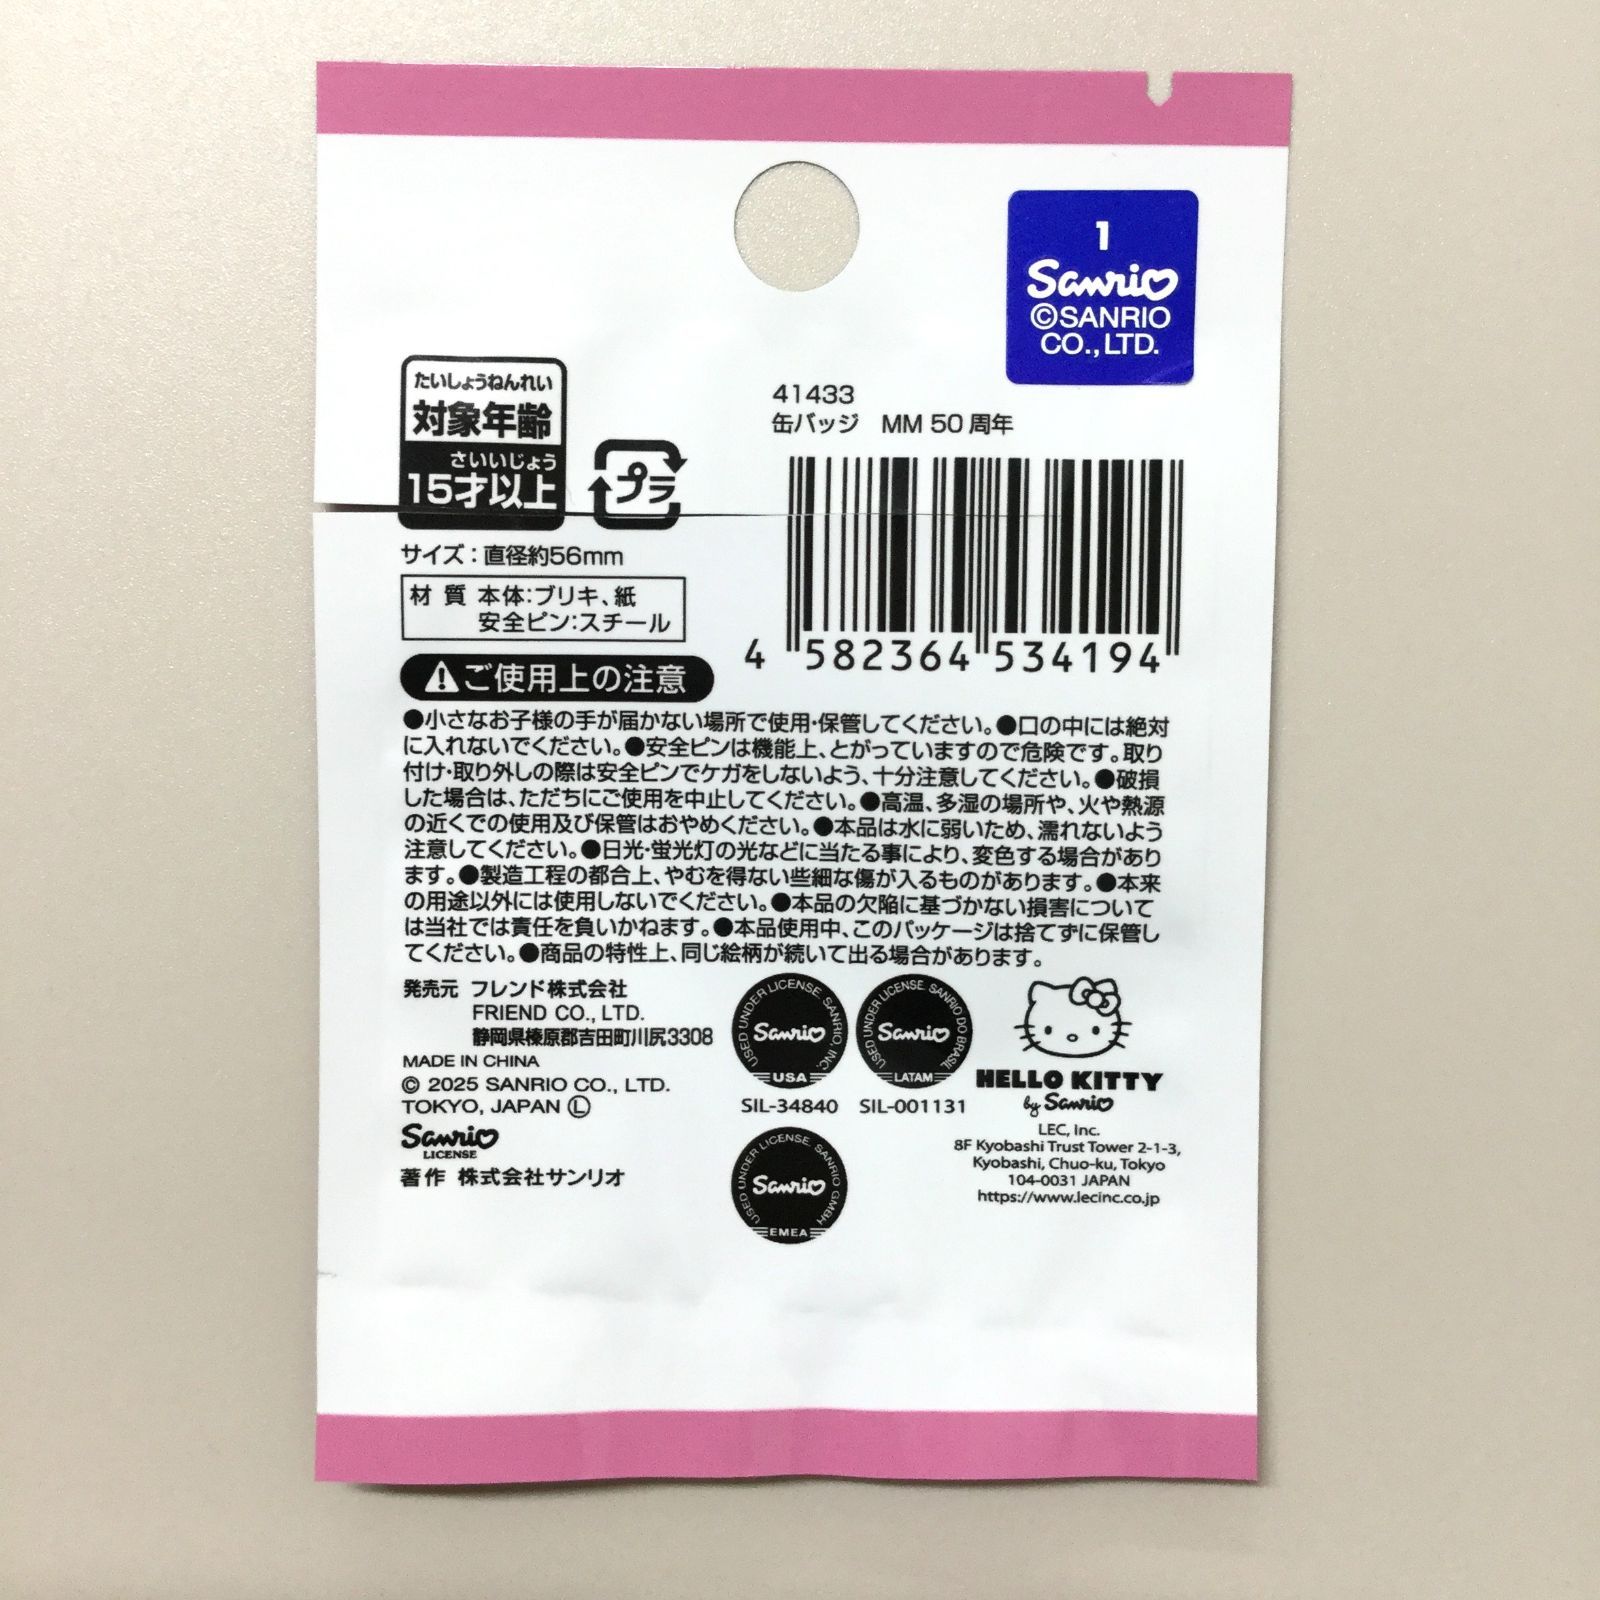 1
Sanrio
©SANRIO
CO.,LTD.
たいしょうねんれい
対象年齢
さいいじょう
15才以上
プラ
41433
缶バッジ　MM 50 周年
4 582364 534194
サイズ：直径約56mm
材 質 本体：ブリキ、紙
安全ピン：スチール
ご使用上の注意
●小さなお子様の手が届かない場所で使用・保管してください。●口の中には絶対
に入れないでください。●安全ピンは機能上、とがっていますので危険です。取り
付け・取り外しの際は安全ピンでケガをしないよう、十分注意してください。●破損
した場合は、ただちにご使用を中止してください。●高温、多湿の場所や、火や熱源
の近くでの使用及び保管はおやめください。●本品は水に弱いため、濡れないよう
注意してください。●日光・蛍光灯の光などに当たる事により、変色する場合があり
ます。●製造工程の都合上、やむを得ない些細な傷が入るものがあります。●本来
の用途以外には使用しないでください。●本品の欠陥に基づかない損害について
は当社では責任を負いかねます。●本品使用中、このパッケージは捨てずに保管し
てください。●商品の特性上、同じ絵柄が続いて出る場合があります。
発売元 フレンド株式会社
FRIEND CO., LTD.
静岡県榛原郡吉田町川尻3308
MADE IN CHINA
© 2025 SANRIO CO., LTD.
TOKYO, JAPAN Ⓛ
Sanrio
LICENSE
著作 株式会社サンリオ
USED UNDER LICENSE. SANRIO, INC.
Sanrio
USA
SIL-34840
USED UNDER LICENSE. SANRIO DO BRASIL
Sanrio
LATAM
SIL-001131
USED UNDER LICENSE. SANRIO GMBH
Sanrio
EMEA
HELLO KITTY
by Sanrio
LEC, Inc.
8F Kyobashi Trust Tower 2-1-3,
Kyobashi, Chuo-ku, Tokyo
104-0031 JAPAN
https://www.lecinc.co.jp